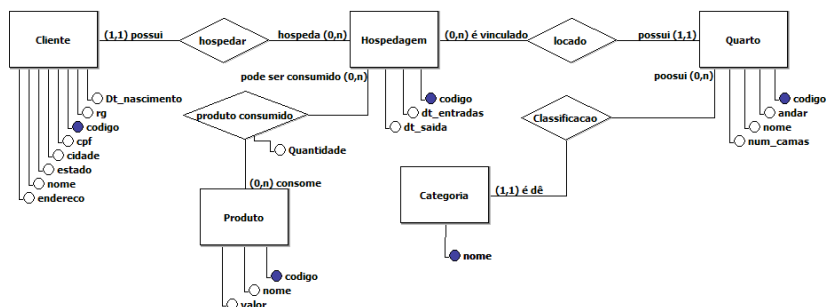 Cliente
(1,1) possui
hospedar
hospeda (0,n)
Hospedagem
(0,n) é vinculado
locado
possui (1,1)
Quarto
pode ser consumido (0,n)
poosui (0,n)
Dt_nascimento
rg
codigo
cpf
cidade
estado
nome
endereco
produto consumido
Quantidade
codigo
dt_entradas
dt_saida
Classificacao
codigo
andar
nome
num_camas
(0,n) consome
Produto
codigo
nome
valor
Categoria
(1,1) é dê
nome